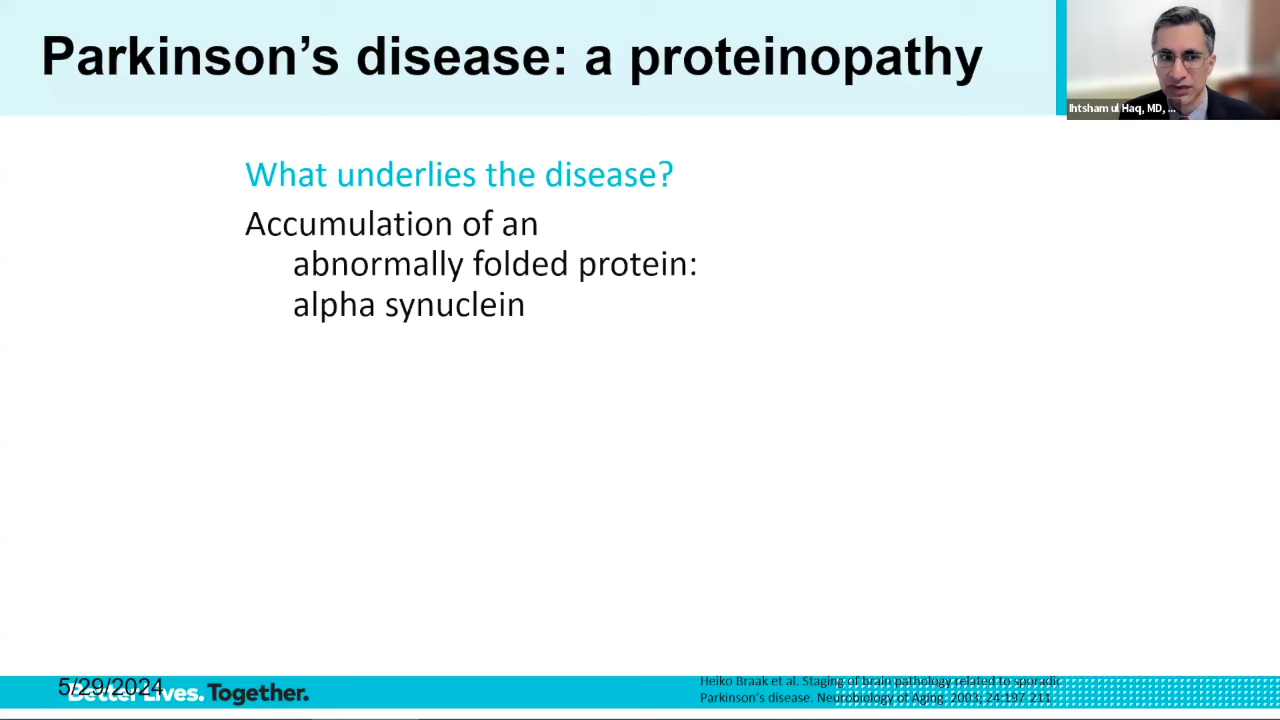 Parkinson's disease: a proteinopathy
Ihtsham ul Haq, MD, ...
What underlies the disease?
Accumulation of an
abnormally folded protein:
alpha synuclein
5/29/2024
Better Lives. Together.
Heiko Braak et al. Staging of brain pathology related to sporadic
Parkinson's disease. Neurobiology of Aging. 2003; 24:197-211